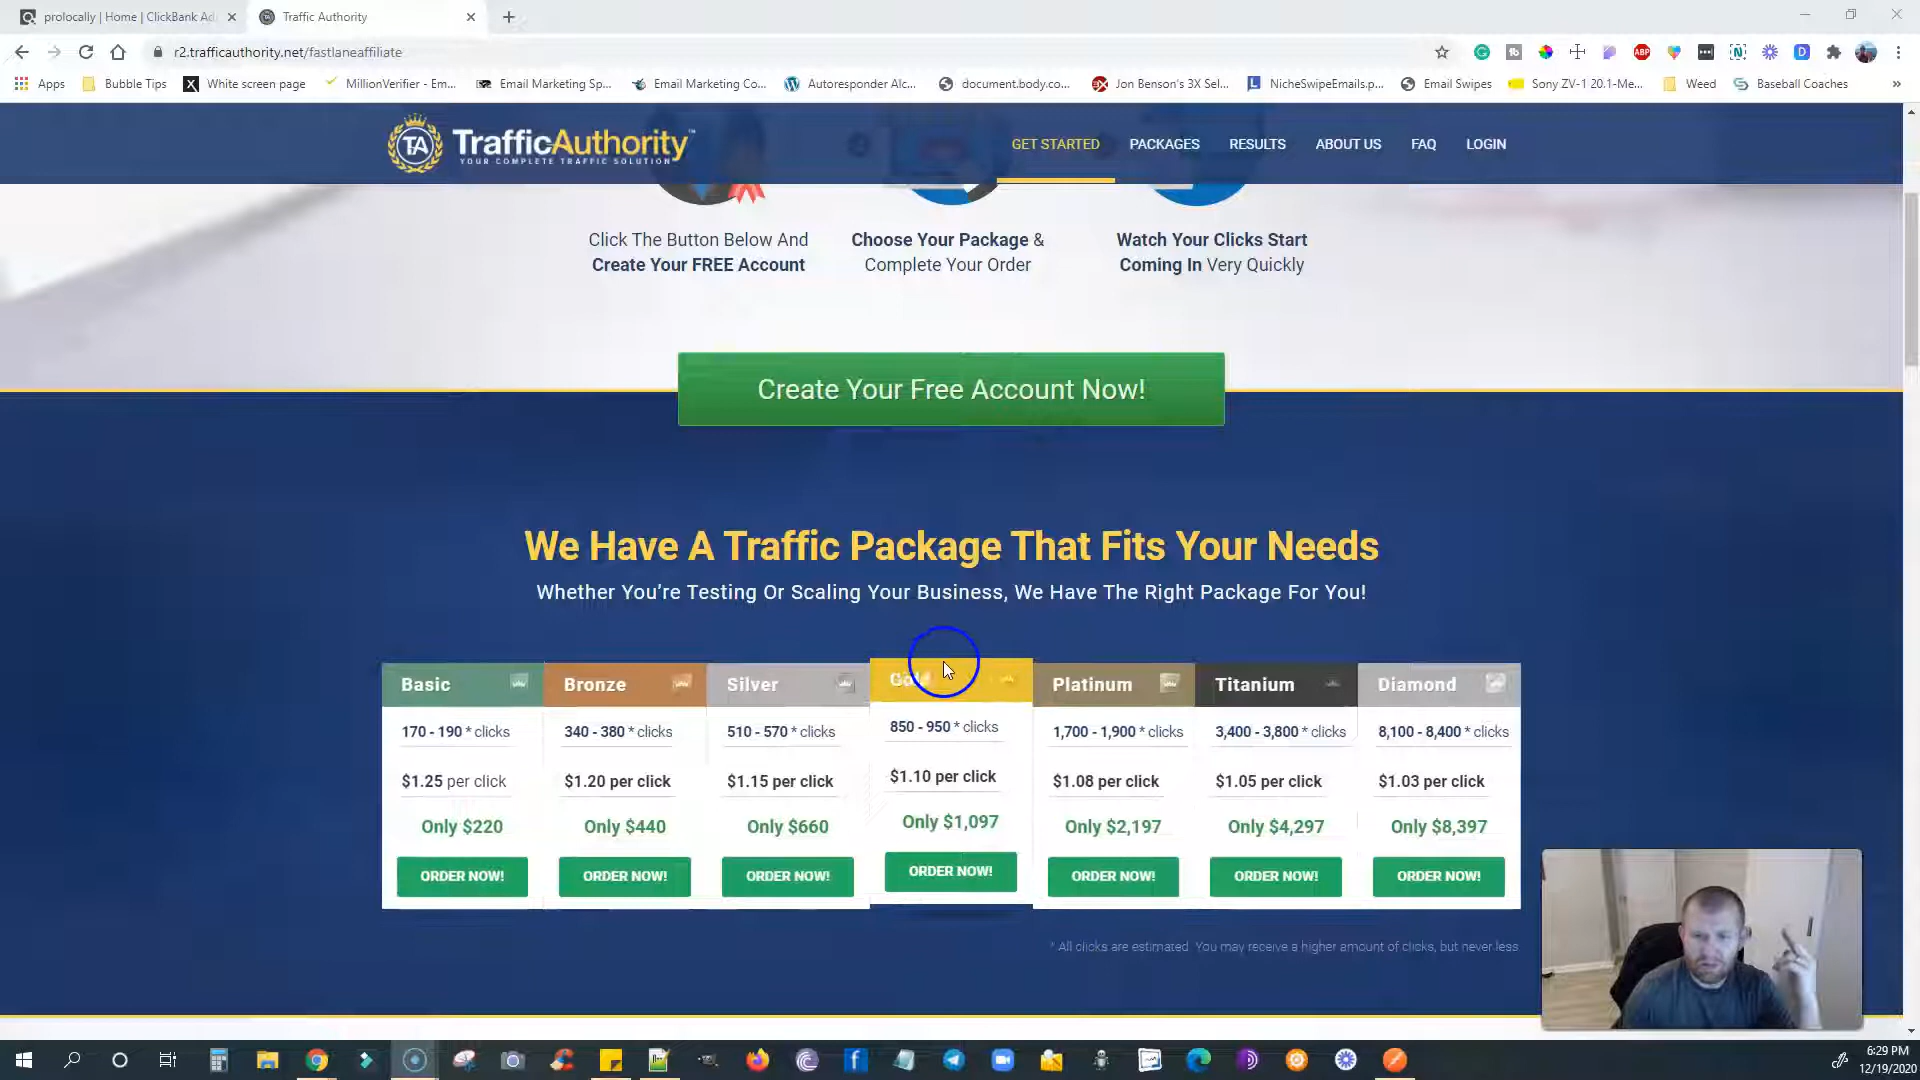 prolocally | Home | ClickBank Ad
Traffic Authority
r2.trafficauthority.net/fastlaneaffiliate
Apps
Bubble Tips
White screen page
MillionVerifier - Em...
Email Marketing Sp...
Email Marketing Co...
Autoresponder Alc...
document.body.co...
Jon Benson's 3X Sel...
NicheSwipeEmails.p...
Email Swipes
Sony ZV-1 20.1-Me...
Weed
Baseball Coaches
TA
TrafficAuthority™
YOUR COMPLETE TRAFFIC SOLUTION
GET STARTED
PACKAGES
RESULTS
ABOUT US
FAQ
LOGIN
Click The Button Below And
Create Your FREE Account
Choose Your Package &
Complete Your Order
Watch Your Clicks Start
Coming In Very Quickly
Create Your Free Account Now!
We Have A Traffic Package That Fits Your Needs
Whether You're Testing Or Scaling Your Business, We Have The Right Package For You!
Basic
170 - 190 * clicks
$1.25 per click
Only $220
ORDER NOW!
Bronze
340 - 380 * clicks
$1.20 per click
Only $440
ORDER NOW!
Silver
510 - 570 * clicks
$1.15 per click
Only $660
ORDER NOW!
Gold
850 - 950 * clicks
$1.10 per click
Only $1,097
ORDER NOW!
Platinum
1,700 - 1,900 * clicks
$1.08 per click
Only $2,197
ORDER NOW!
Titanium
3,400 - 3,800 * clicks
$1.05 per click
Only $4,297
ORDER NOW!
Diamond
8,100 - 8,400 * clicks
$1.03 per click
Only $8,397
ORDER NOW!
* All clicks are estimated. You may receive a higher amount of clicks, but never less.
6:29 PM
12/19/2020